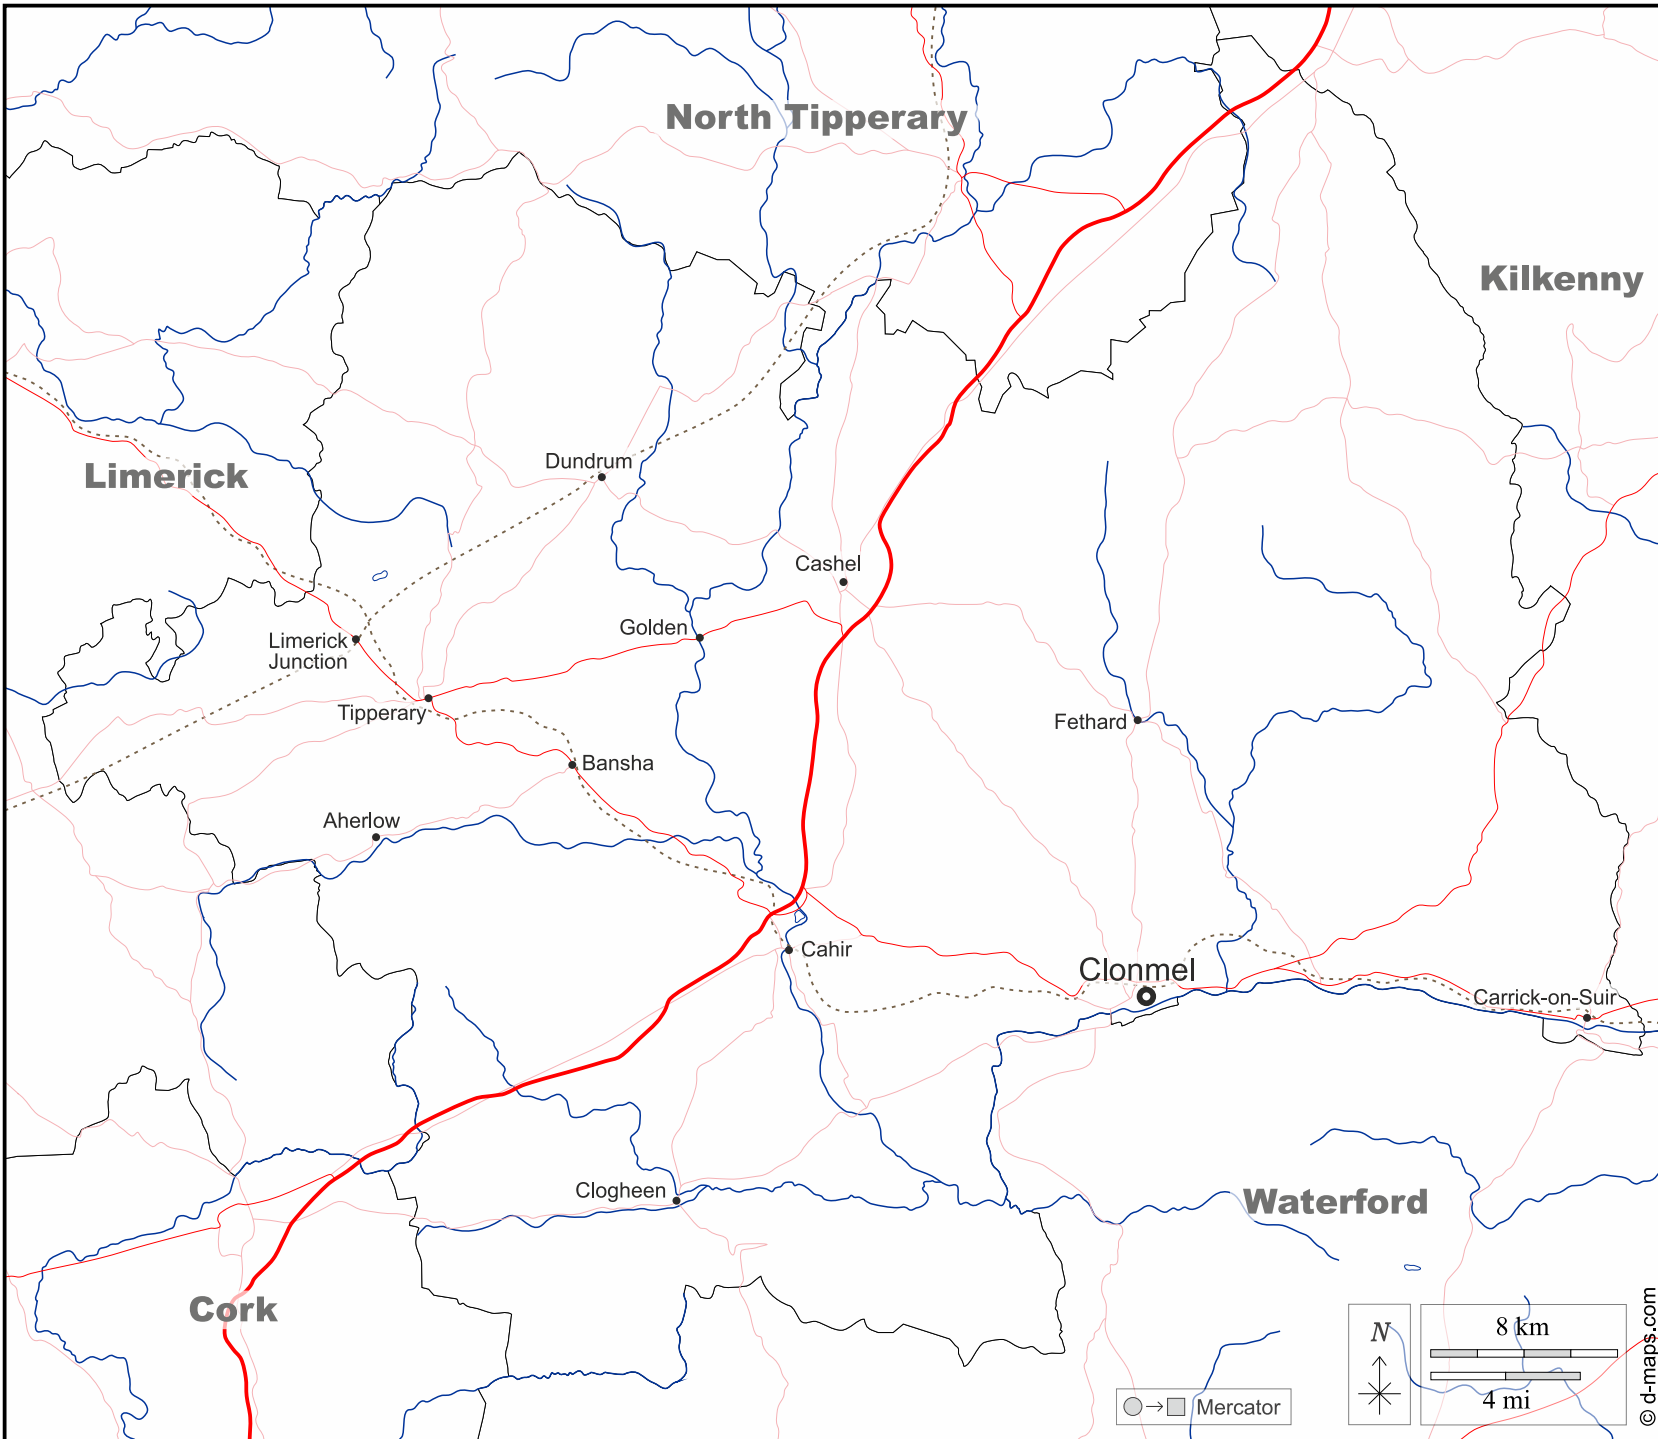 North Tipperary
Kilkenny
Limerick
Dundrum
Cashel
Golden
Limerick
Junction
Tipperary
Fethard
Bansha
Aherlow
Cahir
Clonmel
Carrick-on-Suir
Clogheen
Waterford
Cork
N
8 km
4 mi
Mercator
© d-maps.com